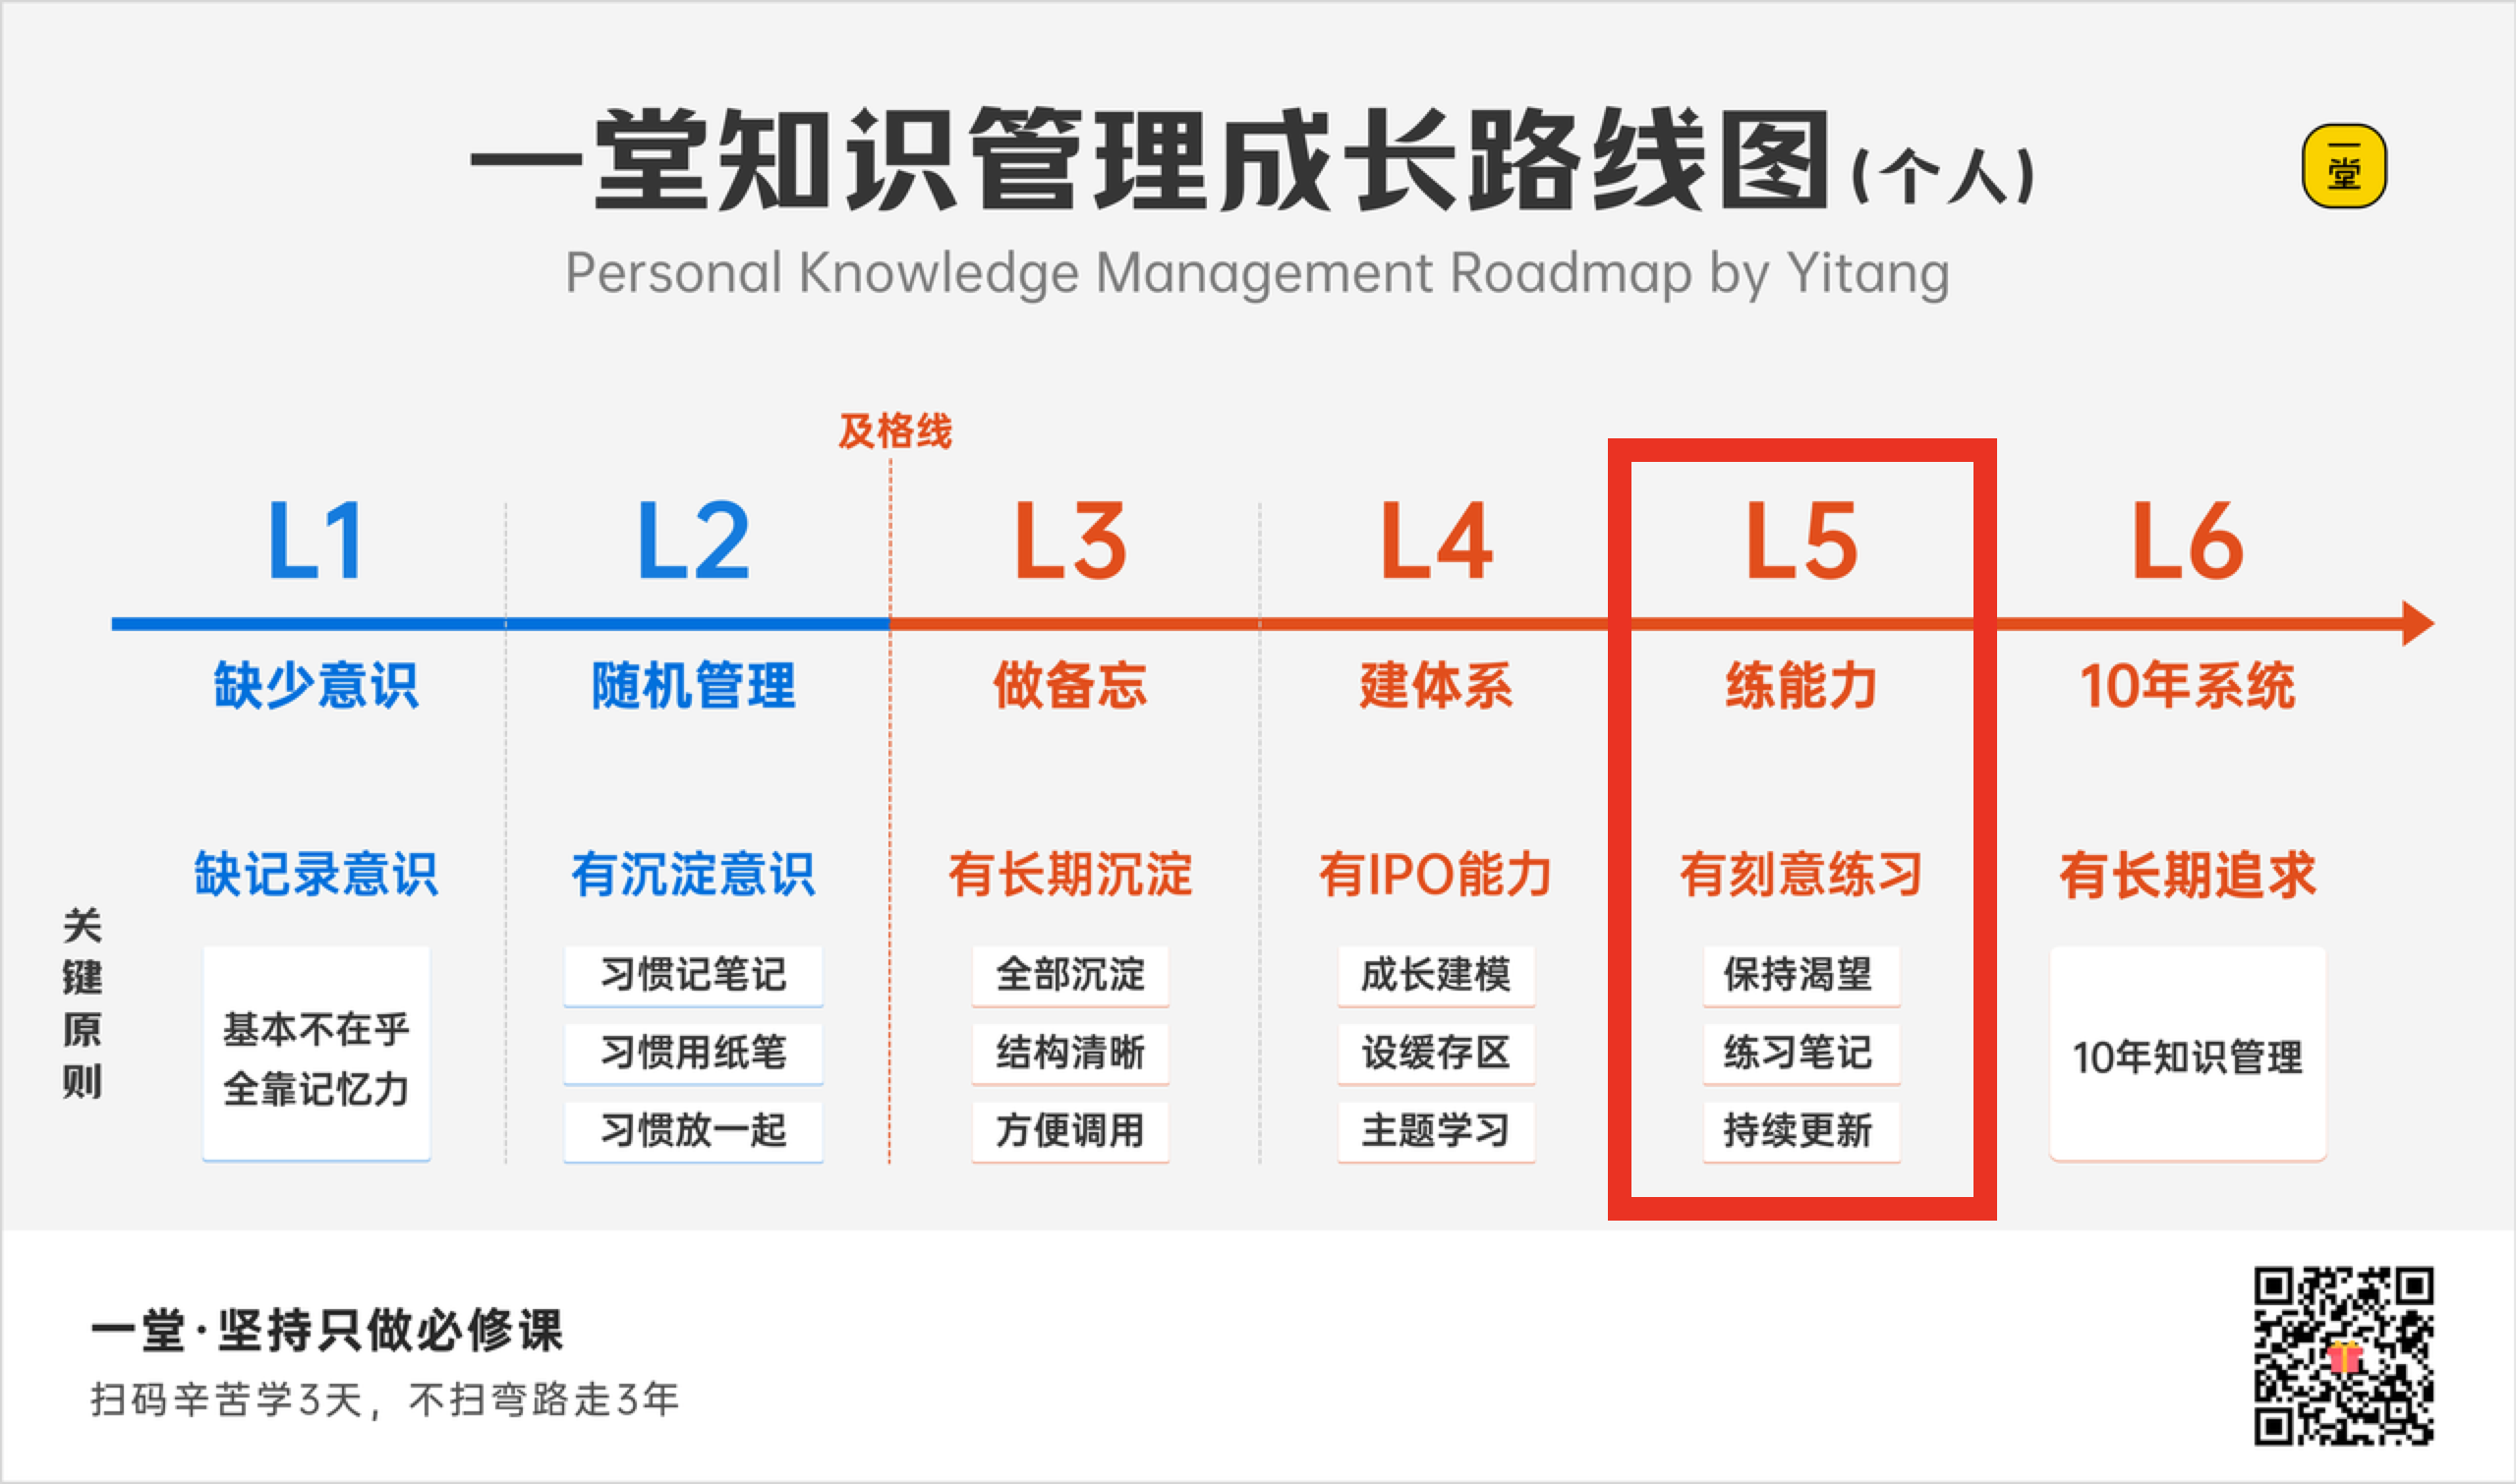 一堂知识管理成长路线图(个人)
一堂
Personal Knowledge Management Roadmap by Yitang
及格线
L1 L2 L3 L4 L5 L6
缺少意识 随机管理 做备忘 建体系 练能力 10年系统
关键原则
缺记录意识 有沉淀意识 有长期沉淀 有IPO能力 有刻意练习 有长期追求
基本不在乎
全靠记忆力
习惯记笔记
习惯用纸笔
习惯放一起
全部沉淀
结构清晰
方便调用
成长建模
设缓存区
主题学习
保持渴望
练习笔记
持续更新
10年知识管理
一堂·坚持只做必修课
扫码辛苦学3天，不扫弯路走3年